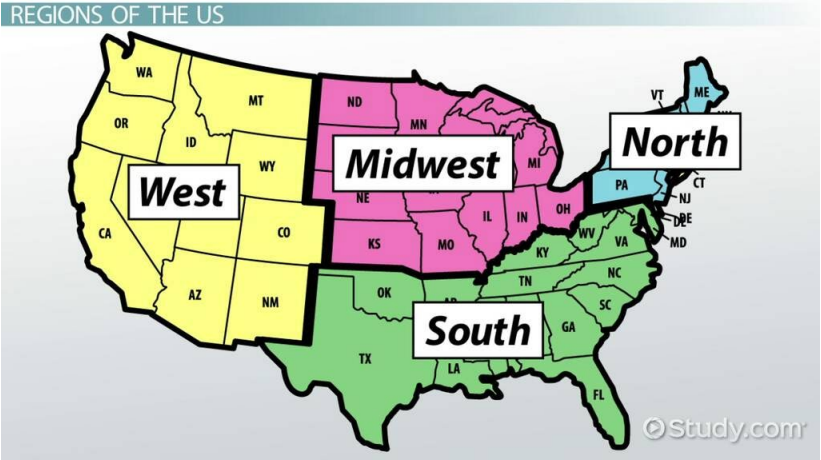 REGIONS OF THE US
WA
OR
ID
MT
WY
CA
CO
AZ
NM
West
ND
MN
MI
NE
IL
IN
OH
KS
MO
Midwest
VT
ME
PA
CT
NJ
North
DE
MD
WV
VA
KY
TN
NC
SC
OK
GA
TX
LA
FL
South
Study.com